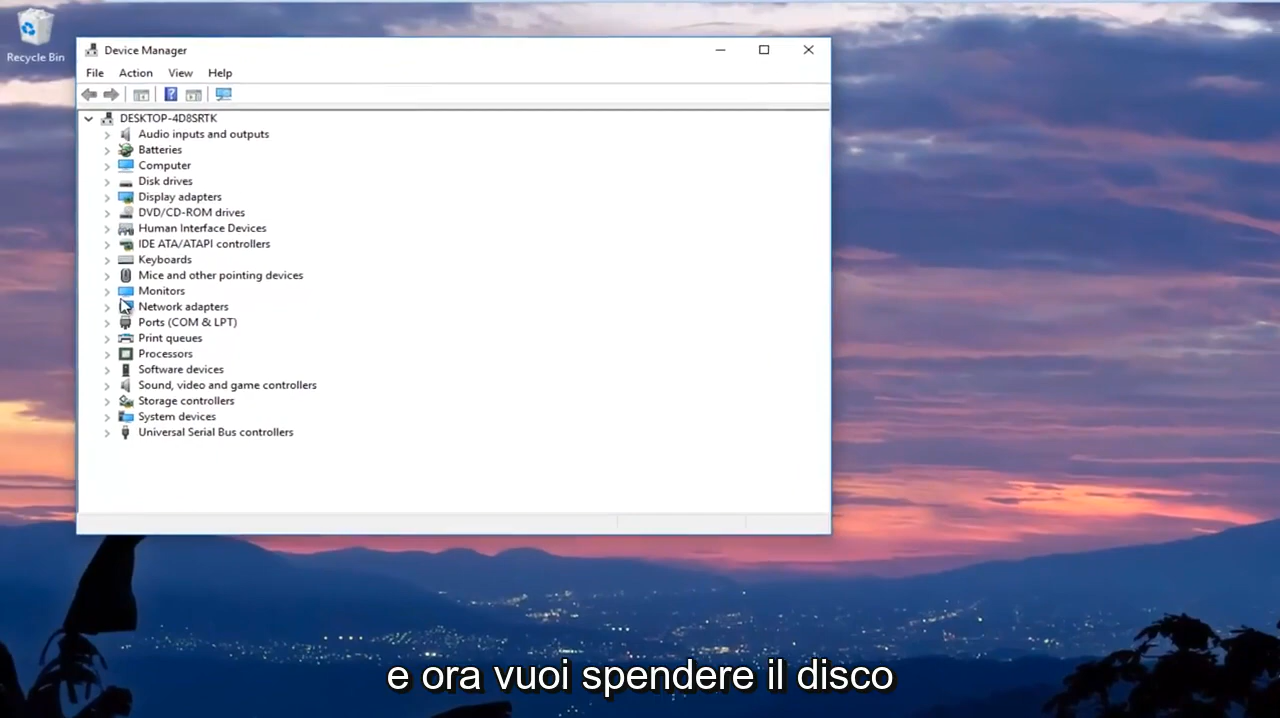 Recycle Bin
Device Manager
File Action View Help
DESKTOP-4D8SRTK
Audio inputs and outputs
Batteries
Computer
Disk drives
Display adapters
DVD/CD-ROM drives
Human Interface Devices
IDE ATA/ATAPI controllers
Keyboards
Mice and other pointing devices
Monitors
Network adapters
Ports (COM & LPT)
Print queues
Processors
Software devices
Sound, video and game controllers
Storage controllers
System devices
Universal Serial Bus controllers
e ora vuoi spendere il disco